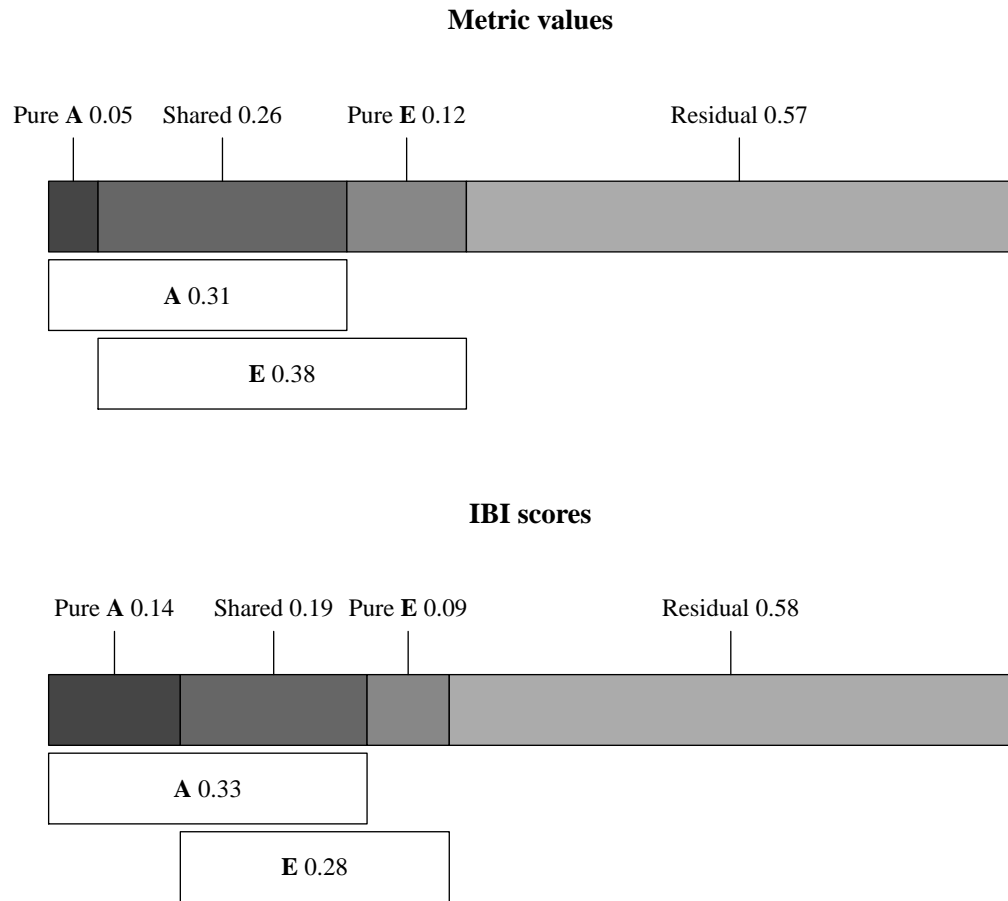 Metric values
Pure A 0.05 Shared 0.26 Pure E 0.12 Residual 0.57
A 0.31
E 0.38
IBI scores
Pure A 0.14 Shared 0.19 Pure E 0.09 Residual 0.58
A 0.33
E 0.28